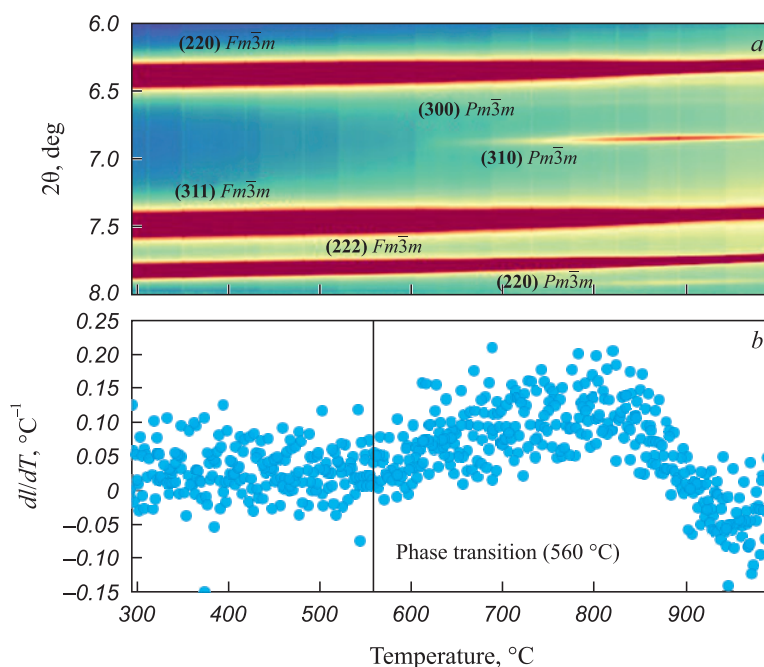 6.0
(220) Fm3̅m
a
6.5
(300) Pm3̅m
2θ, deg
7.0
(310) Pm3̅m
(311) Fm3̅m
7.5
(222) Fm3̅m
(220) Pm3̅m
8.0
0.25
b
0.20
0.15
0.10
dI/dT, °C⁻¹
0.05
0
–0.05
–0.10
Phase transition (560 °C)
–0.15
300 400 500 600 700 800 900
Temperature, °C